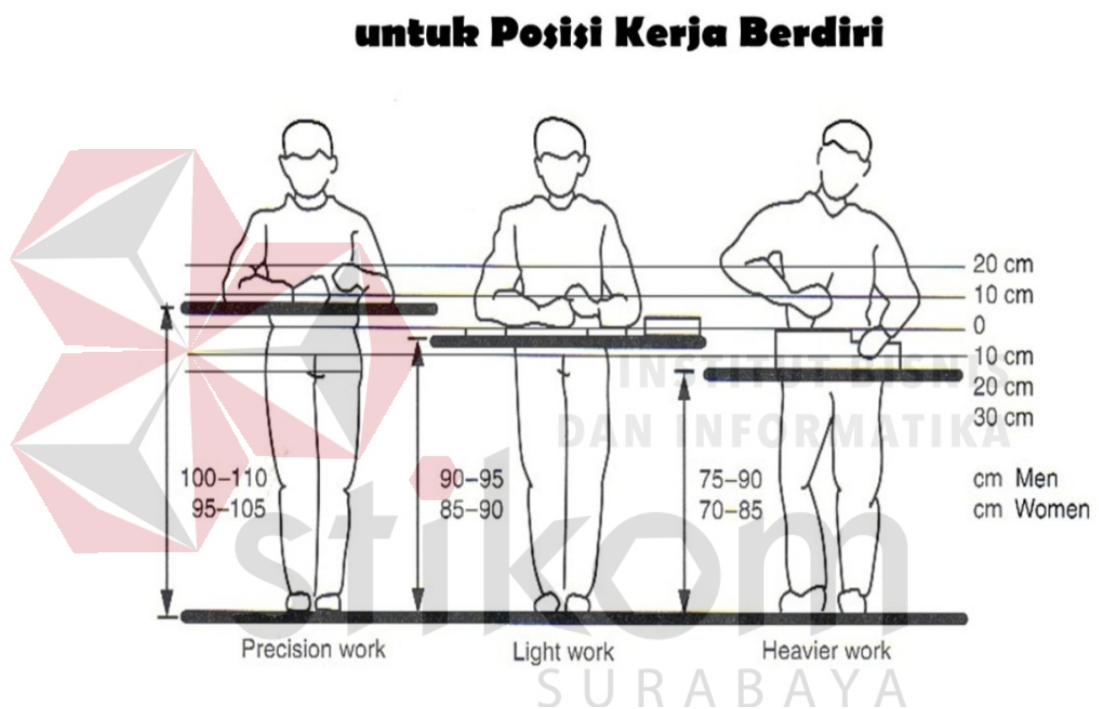 untuk Posisi Kerja Berdiri
20 cm
10 cm
0
10 cm
20 cm
30 cm
INSTITUT BISNIS
DAN INFORMATIKA
100–110 90–95 75–90 cm Men
95–105 85–90 70–85 cm Women
stikom
Precision work Light work Heavier work
SURABAYA